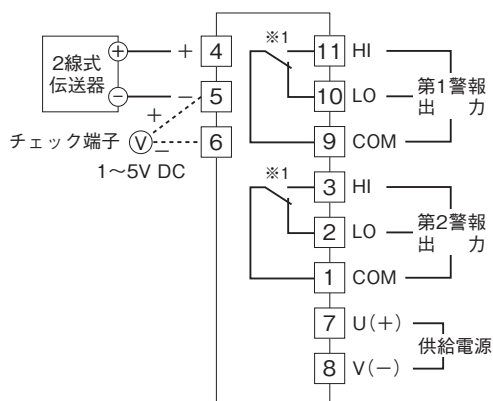 2線式
伝送器
+
−
+ 4
− 5
+
6
チェック端子 V −
1～5V DC
※1
11 HI
10 LO
9 COM
第1警報
出 力
※1
3 HI
2 LO
1 COM
第2警報
出 力
7 U(+)
8 V(−)
供給電源